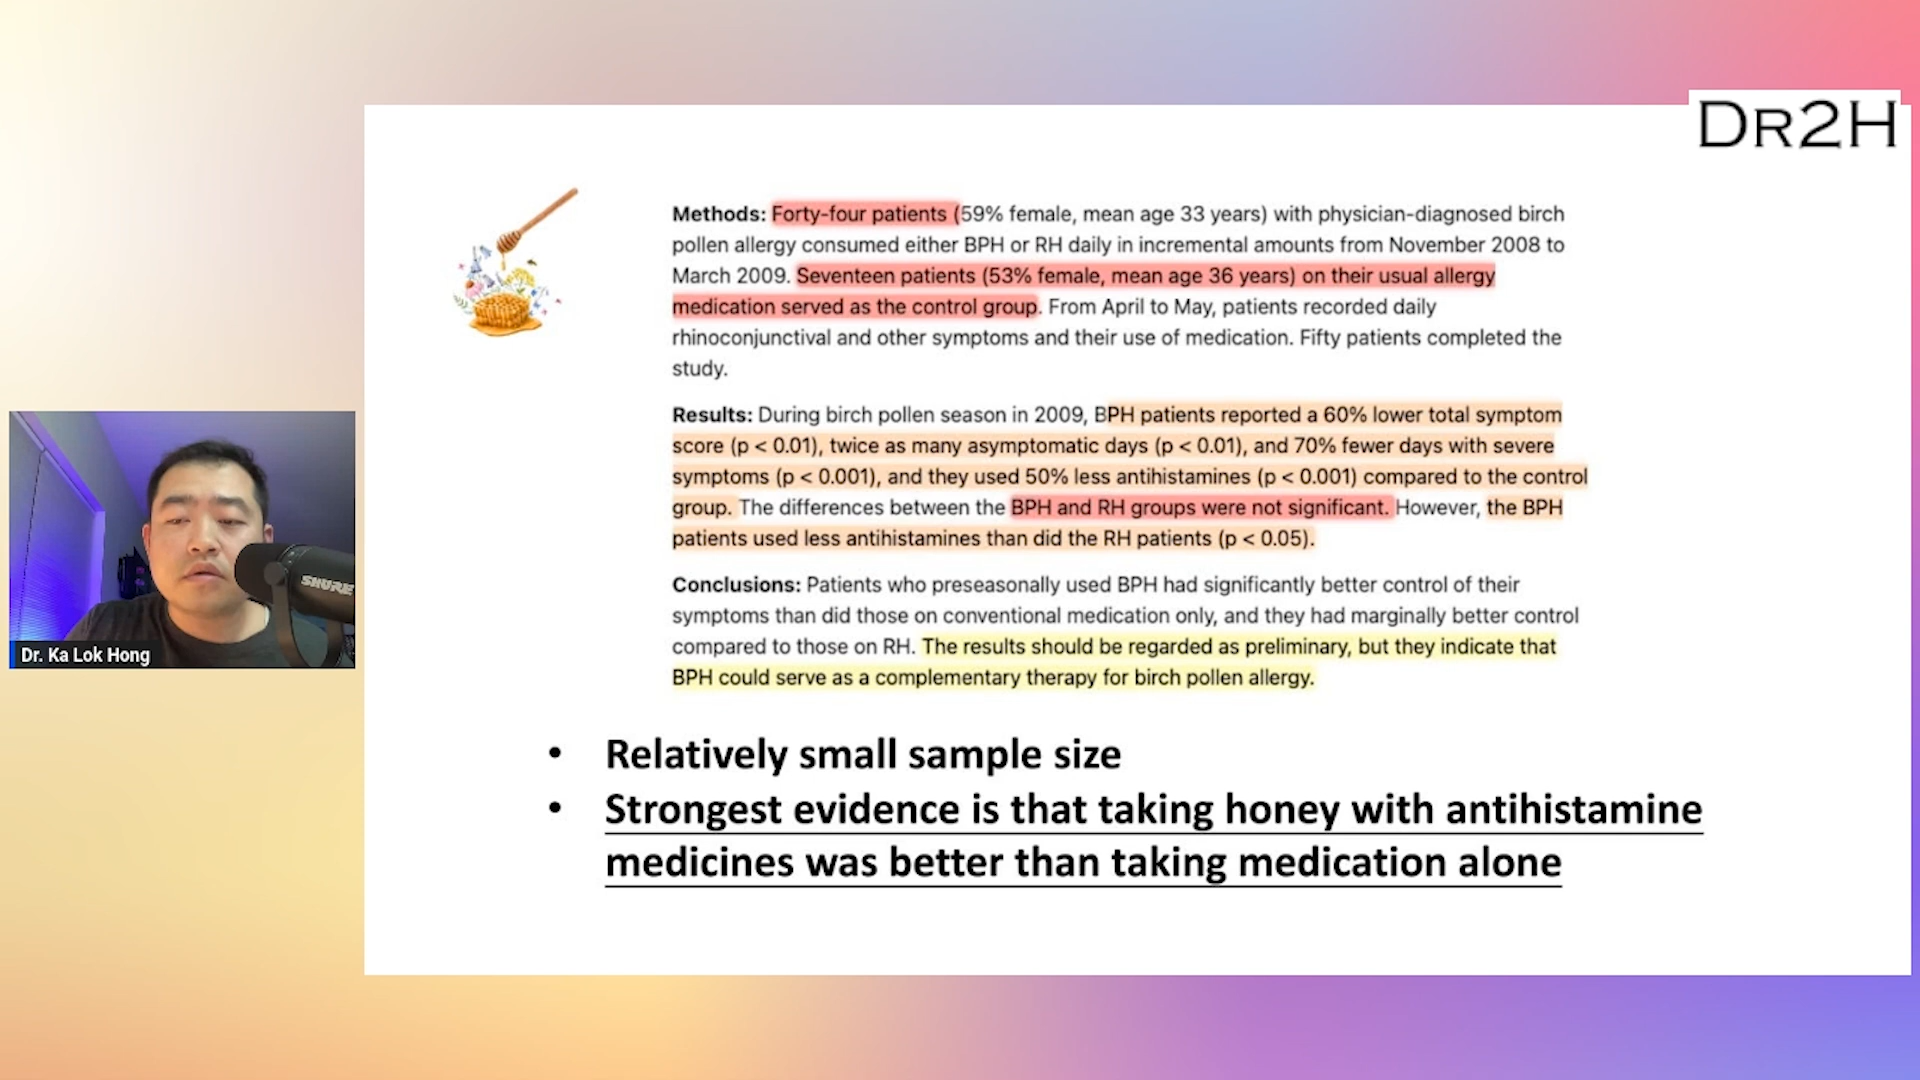 DR2H
Methods: Forty-four patients (59% female, mean age 33 years) with physician-diagnosed birch
pollen allergy consumed either BPH or RH daily in incremental amounts from November 2008 to
March 2009. Seventeen patients (53% female, mean age 36 years) on their usual allergy
medication served as the control group. From April to May, patients recorded daily
rhinoconjunctival and other symptoms and their use of medication. Fifty patients completed the
study.
Results: During birch pollen season in 2009, BPH patients reported a 60% lower total symptom
score (p < 0.01), twice as many asymptomatic days (p < 0.01), and 70% fewer days with severe
symptoms (p < 0.001), and they used 50% less antihistamines (p < 0.001) compared to the control
group. The differences between the BPH and RH groups were not significant. However, the BPH
patients used less antihistamines than did the RH patients (p < 0.05).
Conclusions: Patients who preseasonally used BPH had significantly better control of their
symptoms than did those on conventional medication only, and they had marginally better control
compared to those on RH. The results should be regarded as preliminary, but they indicate that
BPH could serve as a complementary therapy for birch pollen allergy.
• Relatively small sample size
• Strongest evidence is that taking honey with antihistamine
medicines was better than taking medication alone
SHURE
Dr. Ka Lok Hong